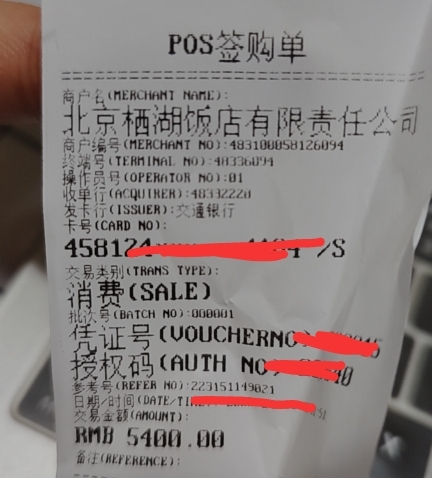 POS签购单
商户名(MERCHANT NAME):
北京栖湖饭店有限责任公司
商户编号(MERCHANT NO):483100058126094
终端号(TERMINAL NO):48336094
操作员号(OPERATOR NO):01
收单行(ACQUIRER):48332220
发卡行(ISSUER):交通银行
卡号(CARD NO):
/S
交易类别(TRANS TYPE):
消费(SALE)
批次号(BATCH NO):000001
凭证号(VOUCHERNO)
授权码(AUTH NO)
参考号(REFER NO):223151149021
日期/时间(DATE/
交易金额(AMOUNT):
RMB 5400.00
备注(REFERENCE):